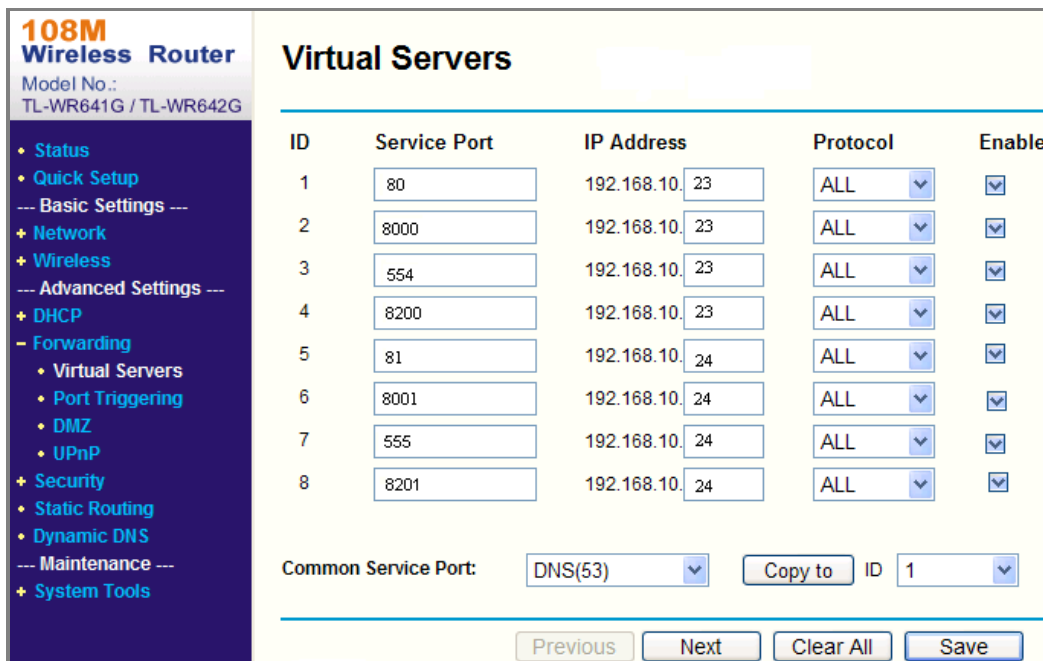 108M
Wireless Router
Model No.:
TL-WR641G / TL-WR642G
Status
Quick Setup
--- Basic Settings ---
+ Network
+ Wireless
--- Advanced Settings ---
+ DHCP
– Forwarding
• Virtual Servers
• Port Triggering
• DMZ
• UPnP
+ Security
• Static Routing
• Dynamic DNS
--- Maintenance ---
+ System Tools
Virtual Servers
ID Service Port IP Address Protocol Enable
1 80 192.168.10. 23 ALL
2 8000 192.168.10. 23 ALL
3 554 192.168.10. 23 ALL
4 8200 192.168.10. 23 ALL
5 81 192.168.10. 24 ALL
6 8001 192.168.10. 24 ALL
7 555 192.168.10. 24 ALL
8 8201 192.168.10. 24 ALL
Common Service Port: DNS(53) Copy to ID 1
Previous Next Clear All Save